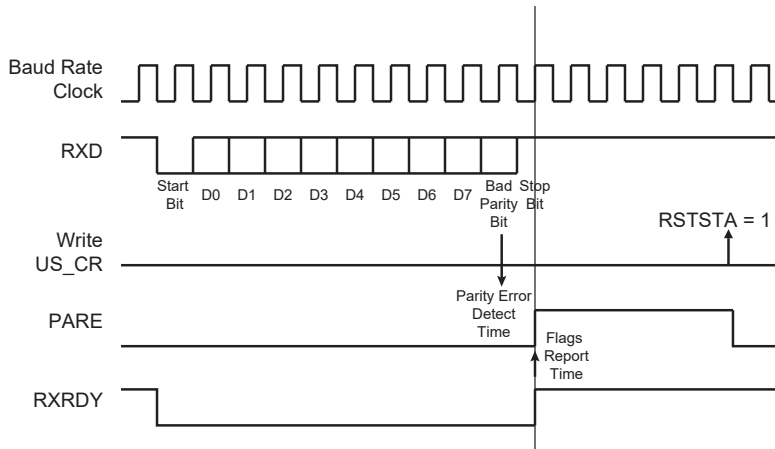 Baud Rate
Clock
RXD
Start
Bit
D0 D1 D2 D3 D4 D5 D6 D7
Bad
Parity
Bit
Stop
Bit
Write
US_CR
RSTSTA = 1
Parity Error
Detect
Time
PARE
Flags
Report
Time
RXRDY